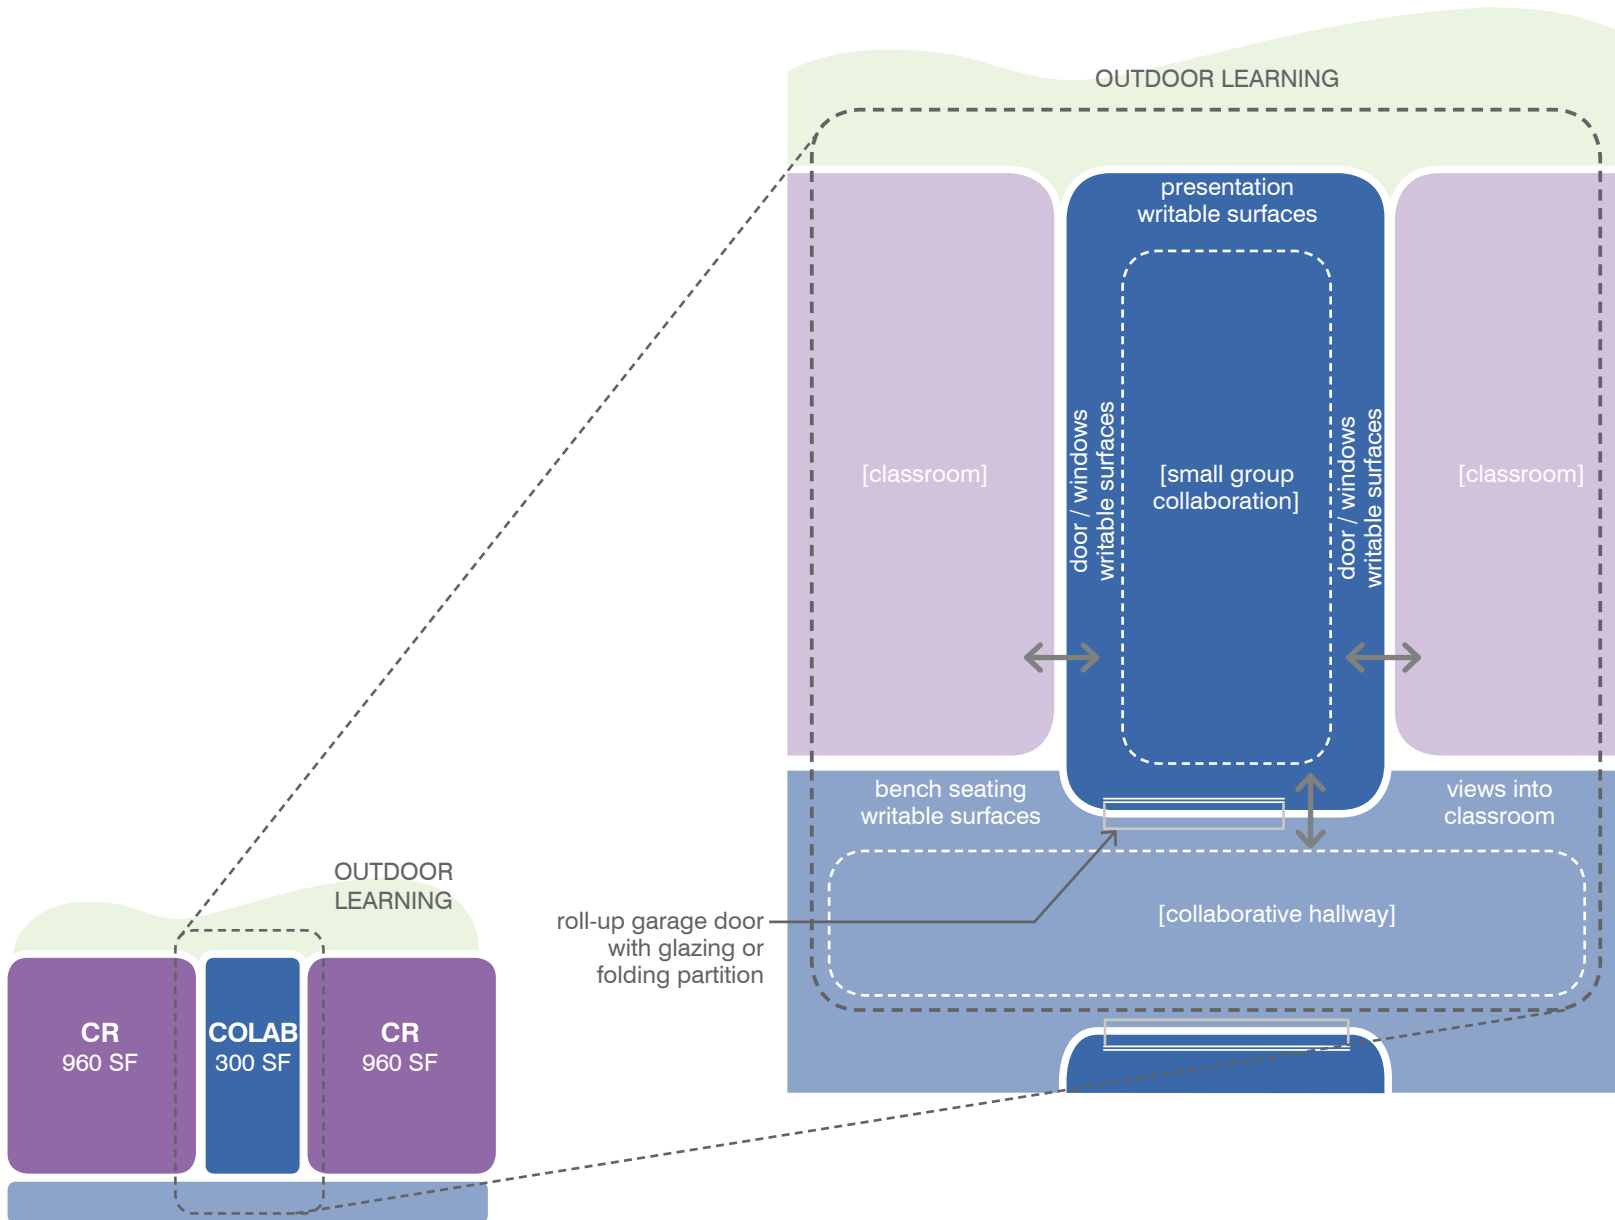 OUTDOOR LEARNING
presentation
writable surfaces
[classroom]
door / windows
writable surfaces
[small group
collaboration]
door / windows
writable surfaces
[classroom]
bench seating
writable surfaces
views into
classroom
[collaborative hallway]
roll-up garage door
with glazing or
folding partition
OUTDOOR
LEARNING
CR
960 SF
COLAB
300 SF
CR
960 SF